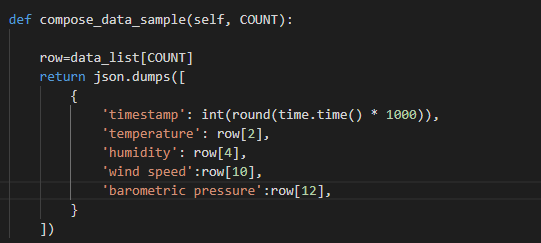 def compose_data_sample(self, COUNT):
row=data_list[COUNT]
return json.dumps([
{
'timestamp': int(round(time.time() * 1000)),
'temperature': row[2],
'humidity': row[4],
'wind speed':row[10],
'barometric pressure':row[12],
}
])